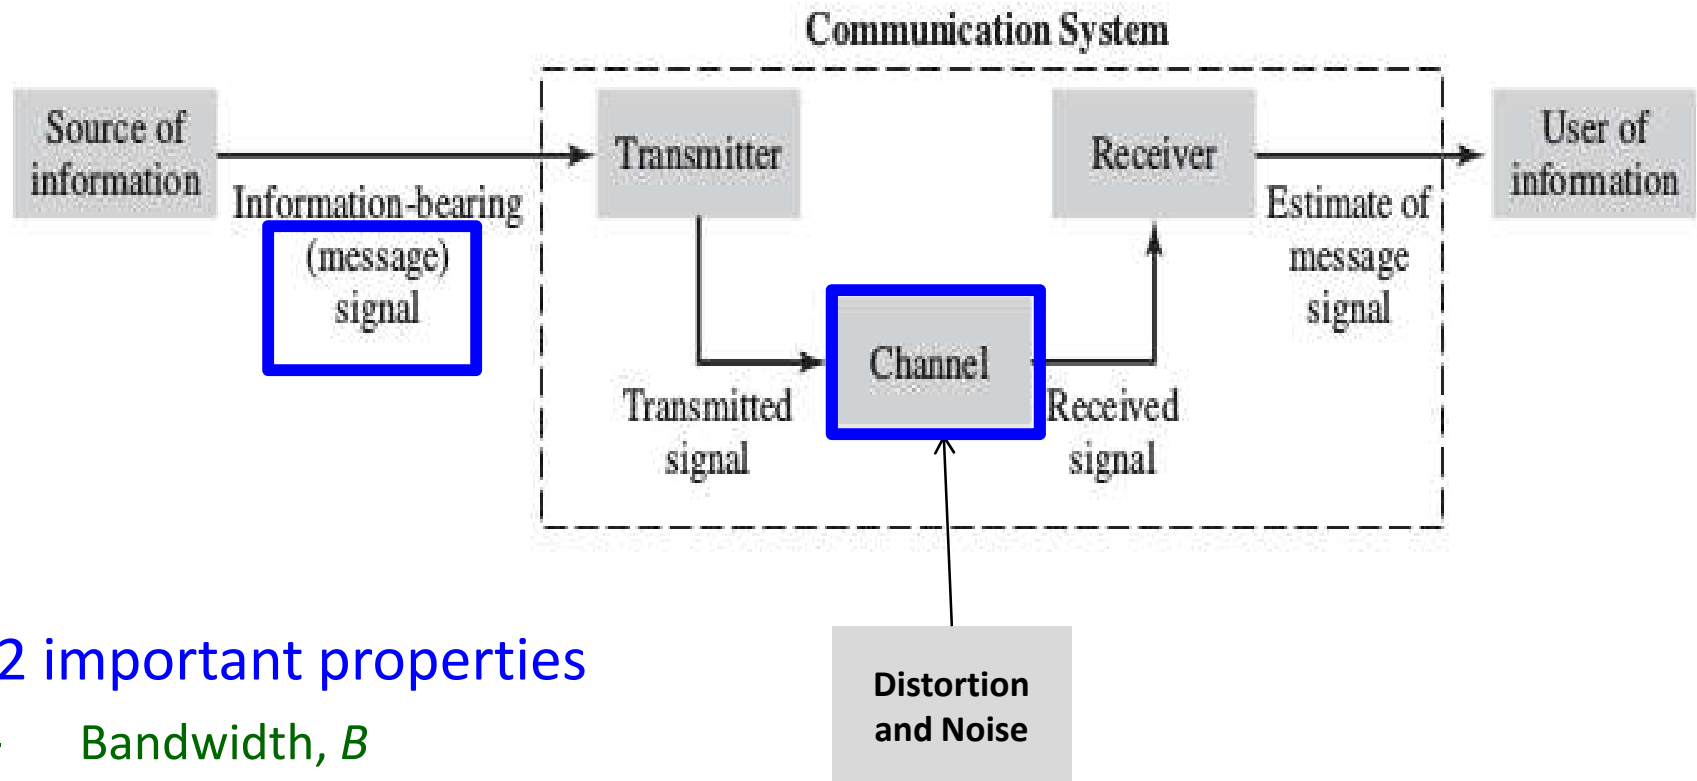 Communication System
Source of
information
Information-bearing
(message)
signal
Transmitter
Transmitted
signal
Channel
Received
signal
Receiver
Estimate of
message
signal
User of
information
Distortion
and Noise
2 important properties
- Bandwidth, B